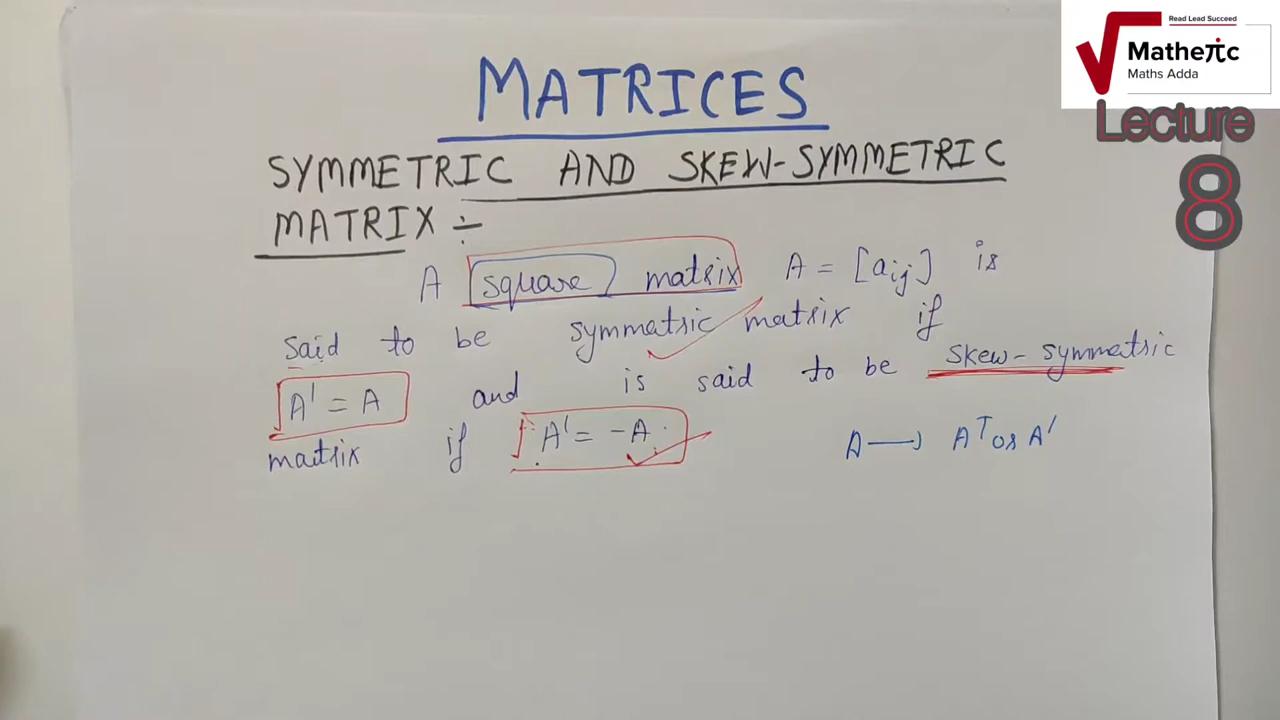 Read Lead Succeed
Matheπc
Maths Adda
Lecture
8
MATRICES
SYMMETRIC AND SKEW-SYMMETRIC
MATRIX ÷
A square matrix A = [aij] is
said to be symmetric matrix if
A' = A and is said to be skew-symmetric
matrix if A' = -A.
A → A^T or A'